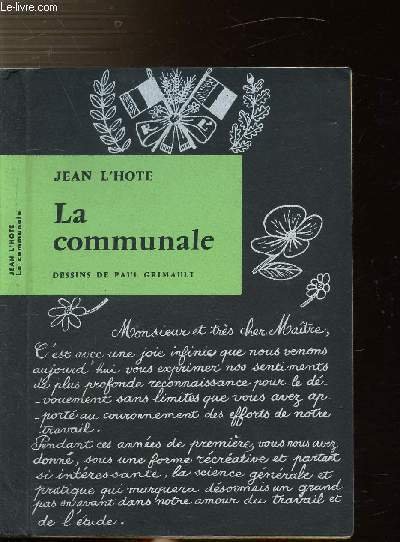 Le-livre.com
JEAN L'HOTE
La
communale
DESSINS DE PAUL GRIMAULT
JEAN L'HOTE
La communale
RF
Monsieur et très cher Maître,
C'est avec une joie infinie que nous venons
aujourd'hui vous exprimer nos sentiments
de plus profonde reconnaissance pour le dé-
-vouement sans limites que vous avez ap-
-porté au couronnement des efforts de notre
travail.
Pendant ces années de première, vous nous avez
donné, sous une forme récréative et partant
si intéressante, la science générale et
pratique qui marquera désormais un grand
pas en avant dans notre amour du travail et
de l'étude.